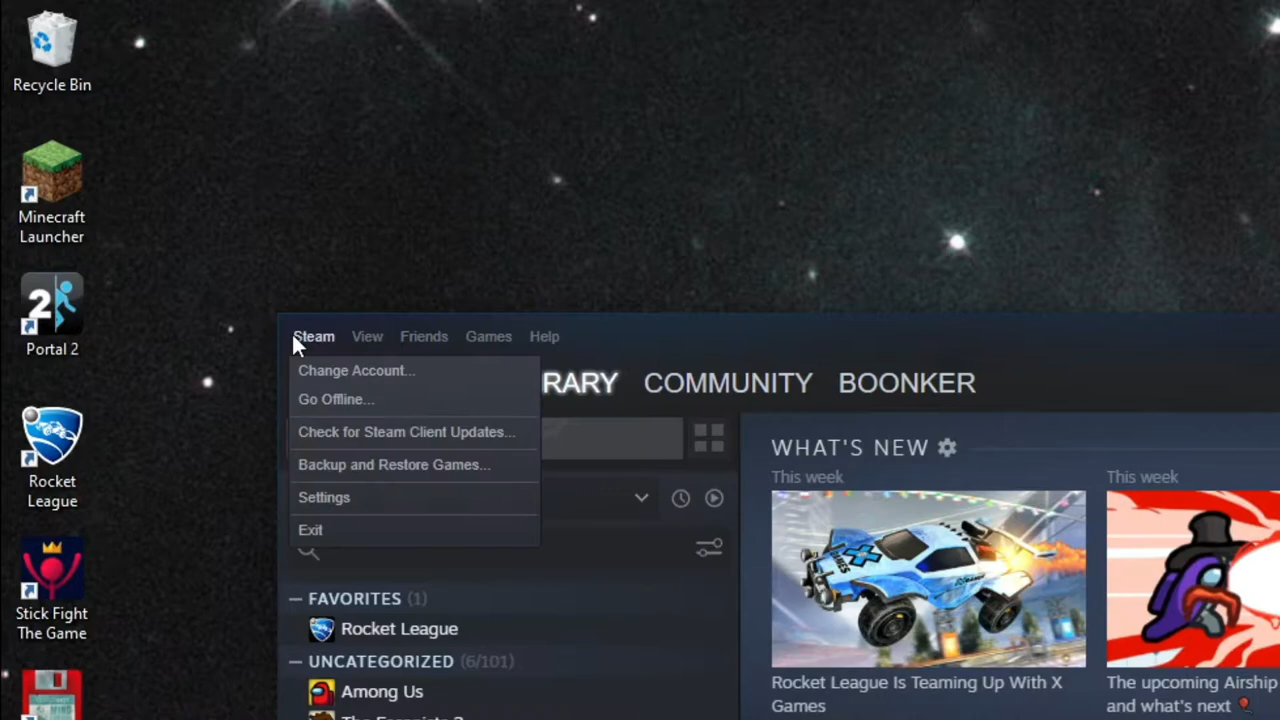 Recycle Bin
Minecraft
Launcher
2
Portal 2
Rocket
League
Stick Fight
The Game
Steam View Friends Games Help
Change Account...
Go Offline...
Check for Steam Client Updates...
Backup and Restore Games...
Settings
Exit
RARY COMMUNITY BOONKER
WHAT'S NEW
This week
This week
Rocket League Is Teaming Up With X
Games
The upcoming Airship
and what's next
— FAVORITES (1)
Rocket League
— UNCATEGORIZED (6/101)
Among Us